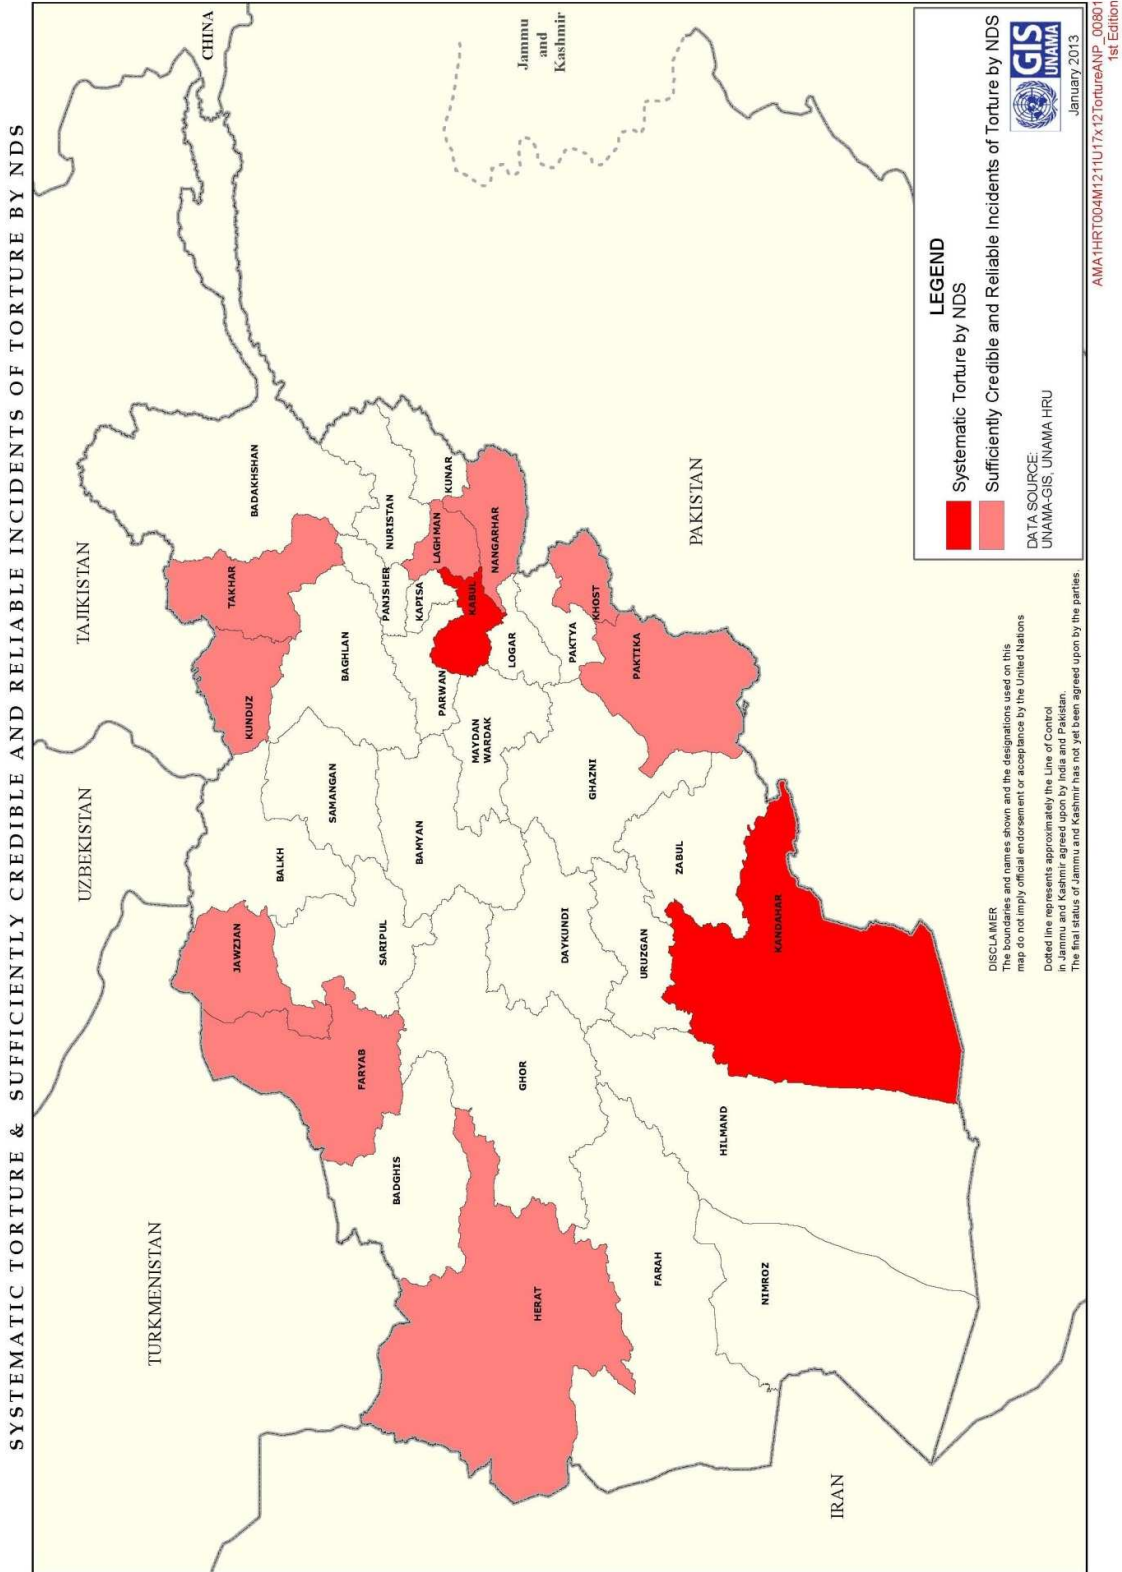 SYSTEMATIC TORTURE & SUFFICIENTLY CREDIBLE AND RELIABLE INCIDENTS OF TORTURE BY NDS
CHINA
TAJIKISTAN
UZBEKISTAN
TURKMENISTAN
Jammu
and
Kashmir
BADAKHSHAN
TAKHAR
KUNDUZ
BAGHLAN
BALKH
SAMANGAN
JAWZJAN
SARIPUL
FARYAB
BADGHIS
NURISTAN
KUNAR
PANJSHER
KAPISA
LAGHMAN
NANGARHAR
KABUL
PARWAN
LOGAR
MAYDAN
WARDAK
BAMYAN
PAKTYA
KHOST
PAKTIKA
GHAZNI
DAYKUNDI
GHOR
HERAT
URUZGAN
ZABUL
KANDAHAR
HILMAND
FARAH
NIMROZ
PAKISTAN
IRAN
DISCLAIMER
The boundaries and names shown and the designations used on this
map do not imply official endorsement or acceptance by the United Nations
Dotted line represents approximately the Line of Control
in Jammu and Kashmir agreed upon by India and Pakistan.
The final status of Jammu and Kashmir has not yet been agreed upon by the parties.
LEGEND
Systematic Torture by NDS
Sufficiently Credible and Reliable Incidents of Torture by NDS
DATA SOURCE:
UNAMA-GIS, UNAMA HRU
GIS
UNAMA
January 2013
AMA1HRT004M1211U17x12TortureANP_00801
1st Edition